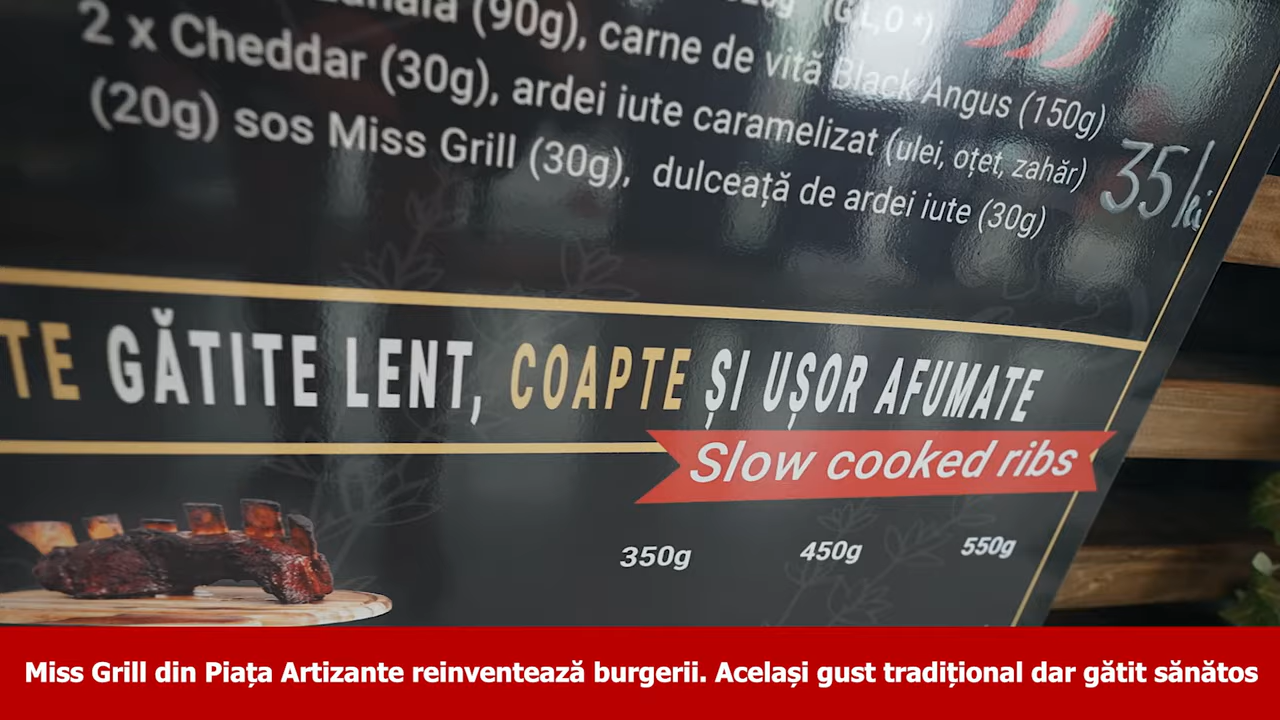 (90g), carne de vită Black Angus (150g)
2 x Cheddar (30g), ardei iute caramelizat (ulei, oțet, zahăr)
(20g) sos Miss Grill (30g), dulceață de ardei iute (30g)
35 lei
TE GĂTITE LENT, COAPTE ȘI UȘOR AFUMATE
Slow cooked ribs
350g 450g 550g
Miss Grill din Piața Artizante reinventează burgerii. Același gust tradițional dar gătit sănătos